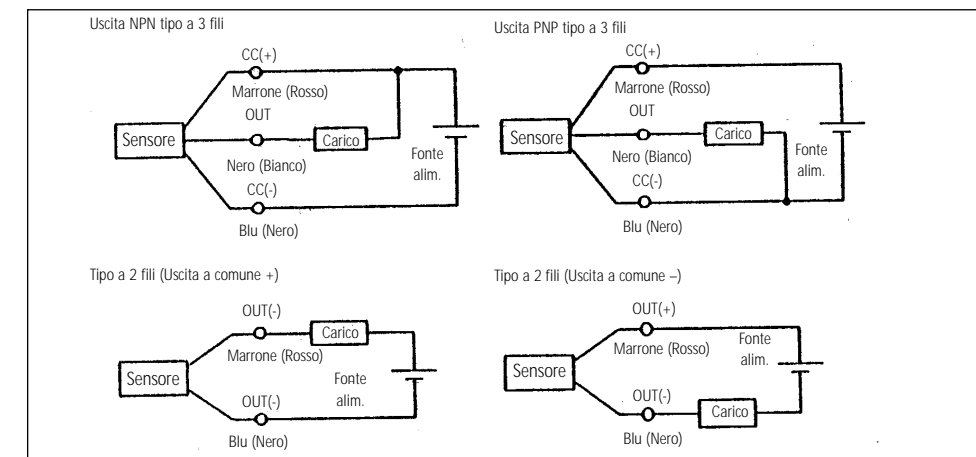 Uscita NPN tipo a 3 fili
CC(+)
Marrone (Rosso)
OUT
Sensore
Carico
Nero (Bianco)
Fonte
alim.
CC(-)
Blu (Nero)
Uscita PNP tipo a 3 fili
CC(+)
Marrone (Rosso)
OUT
Sensore
Carico
Nero (Bianco)
Fonte
alim.
CC(-)
Blu (Nero)
Tipo a 2 fili (Uscita a comune +)
OUT(-)
Carico
Marrone (Rosso)
Sensore
Fonte
alim.
OUT(-)
Blu (Nero)
Tipo a 2 fili (Uscita a comune –)
OUT(+)
Marrone (Rosso)
Fonte
alim.
Sensore
OUT(-)
Carico
Blu (Nero)